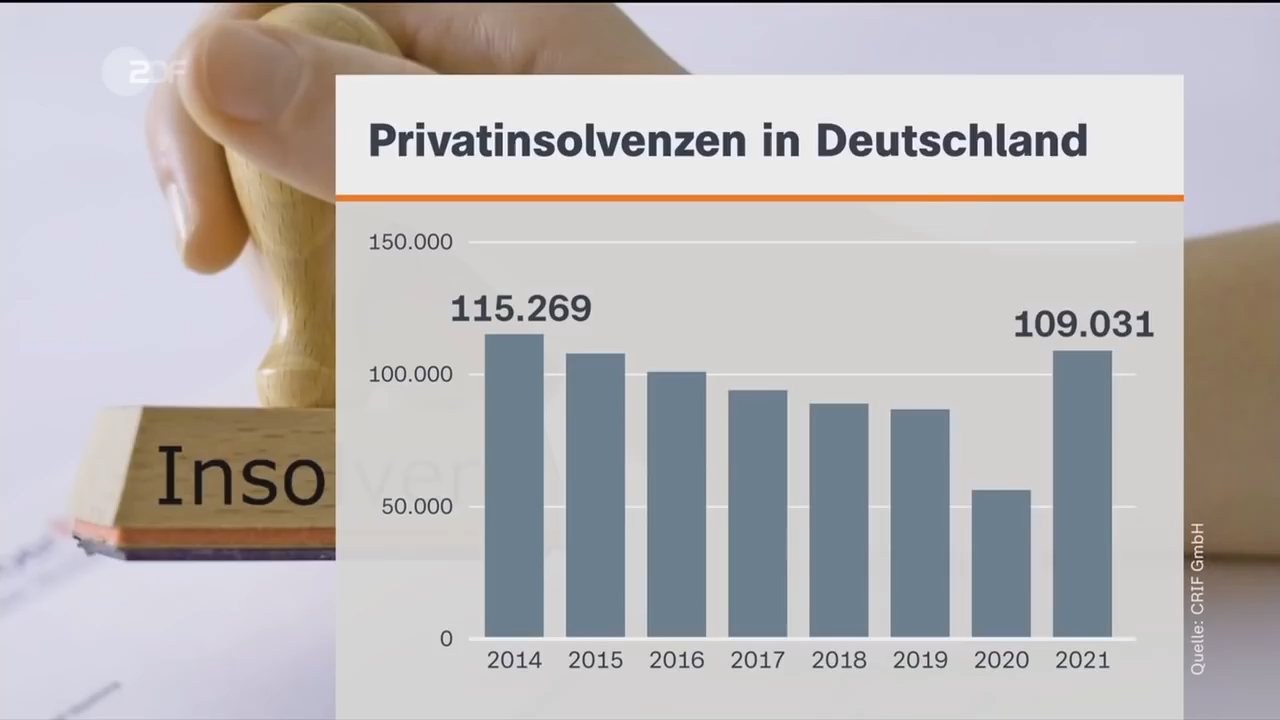 ZDF
Privatinsolvenzen in Deutschland
150.000
115.269
109.031
100.000
Insolven
50.000
0
2014 2015 2016 2017 2018 2019 2020 2021
Quelle: CRIF GmbH